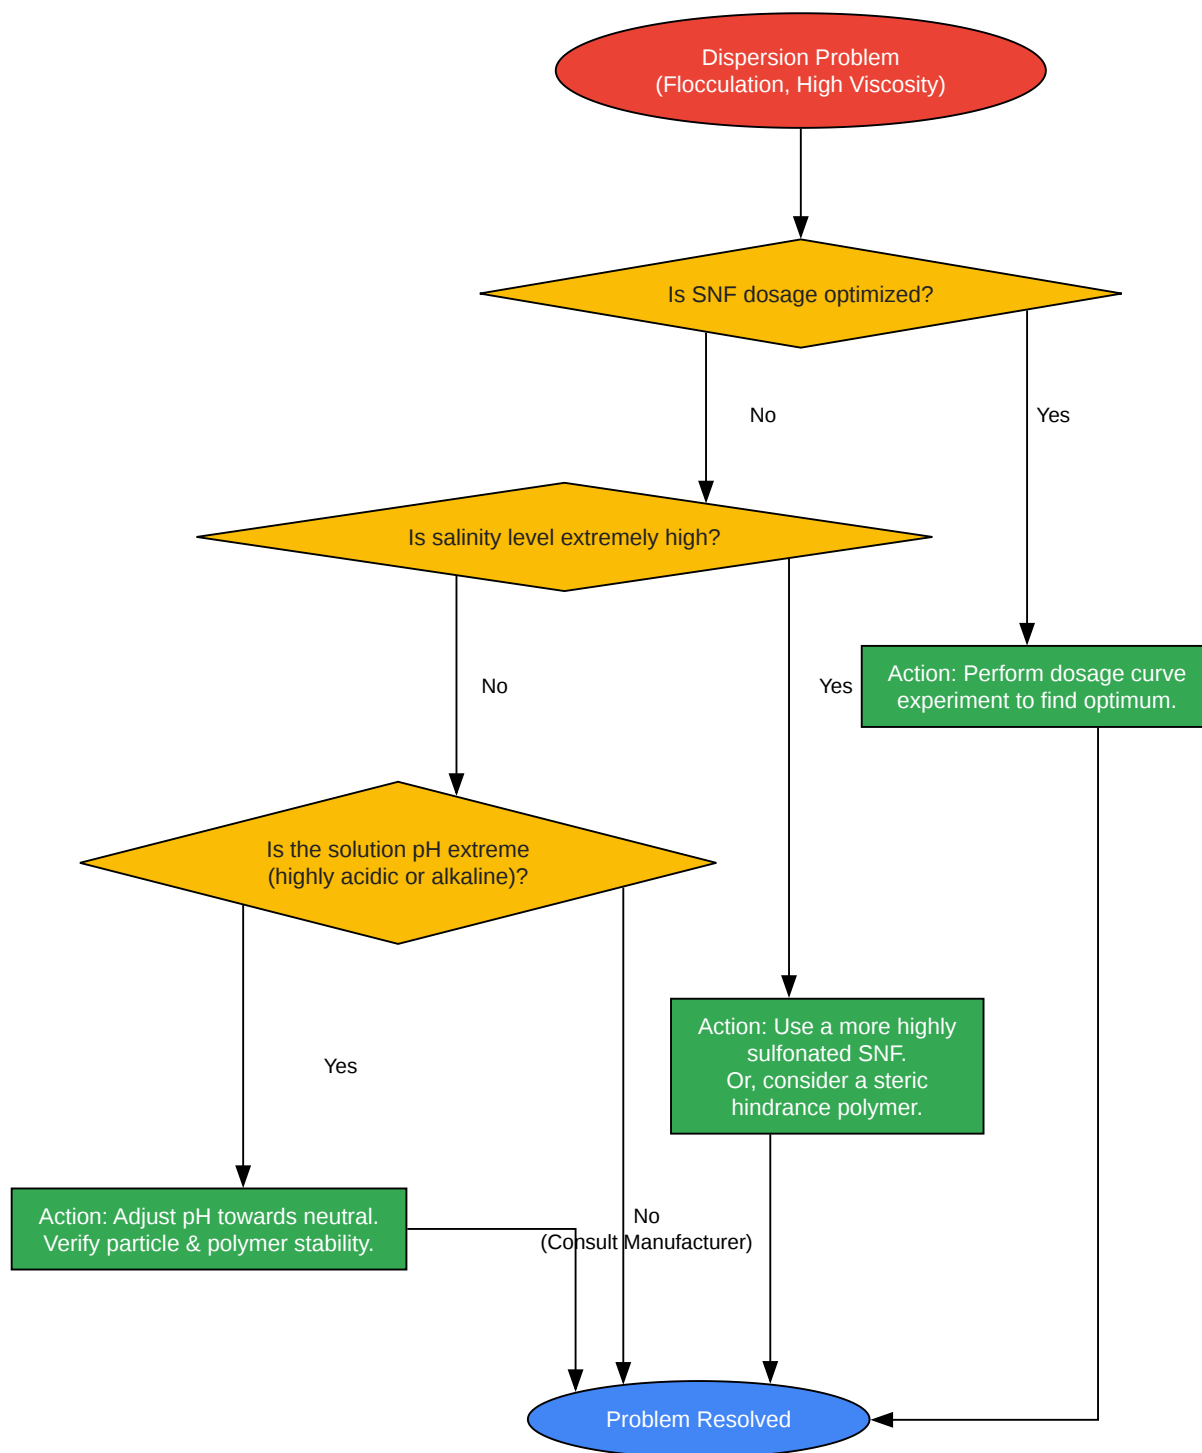 Dispersion Problem
(Flocculation, High Viscosity)
Is SNF dosage optimized?
No
Yes
Is salinity level extremely high?
No
Yes
Action: Perform dosage curve
experiment to find optimum.
Is the solution pH extreme
(highly acidic or alkaline)?
Action: Use a more highly
sulfonated SNF.
Or, consider a steric
hindrance polymer.
Yes
Action: Adjust pH towards neutral.
Verify particle & polymer stability.
No
(Consult Manufacturer)
Problem Resolved